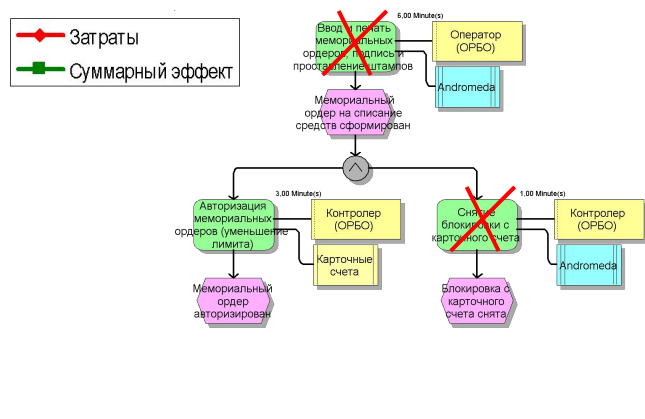 Затраты
Суммарный эффект
6,00 Minute(s)
Ввод и печать
мемориальных
ордеров, подпись и
проставление штампов
Оператор
(ОРБО)
Andromeda
Мемориальный
ордер на списание
средств сформирован
3,00 Minute(s)
Авторизация
мемориальных
ордеров (уменьшение
лимита)
Контролер
(ОРБО)
Карточные
счета
Мемориальный
ордер
авторизирован
1,00 Minute(s)
Снятие
блокировки с
карточного счета
Контролер
(ОРБО)
Andromeda
Блокировка с
карточного
счета снята